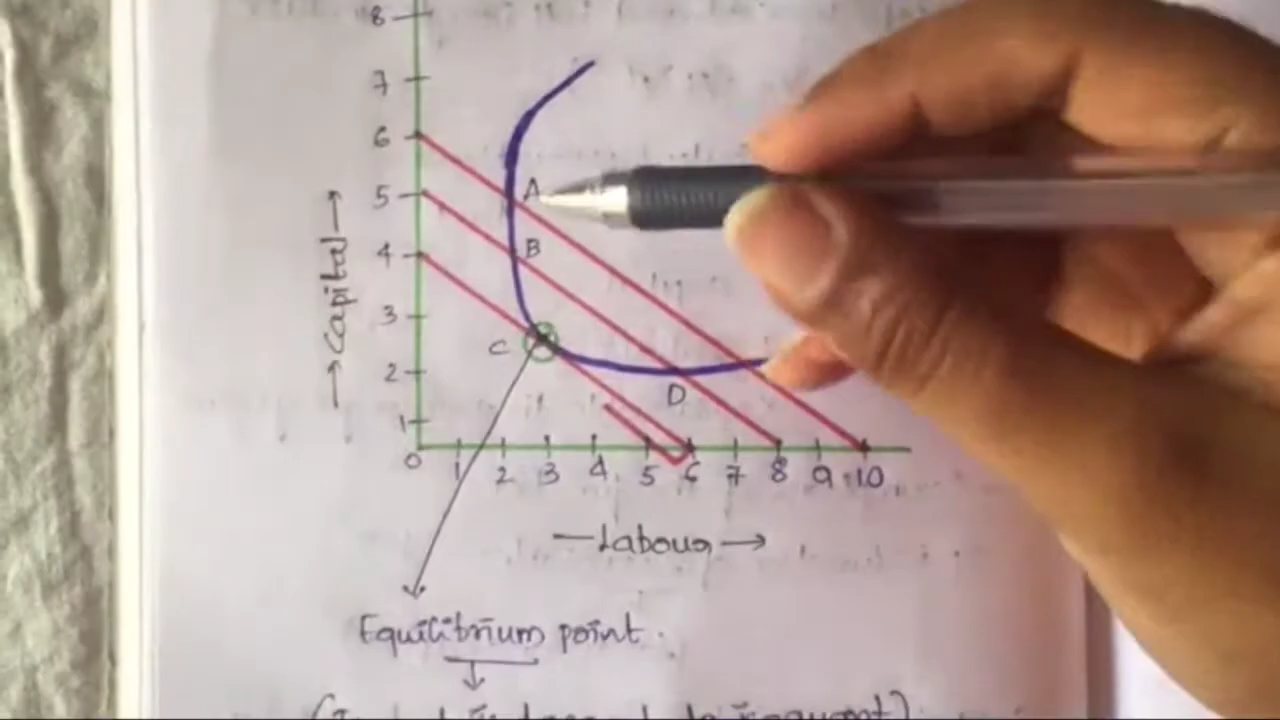 8
7
6
5
4
3
2
1
→ Capital →
A
B
C
D
0 1 2 3 4 5 6 7 8 9 10
— Labour →
Equilibrium point.